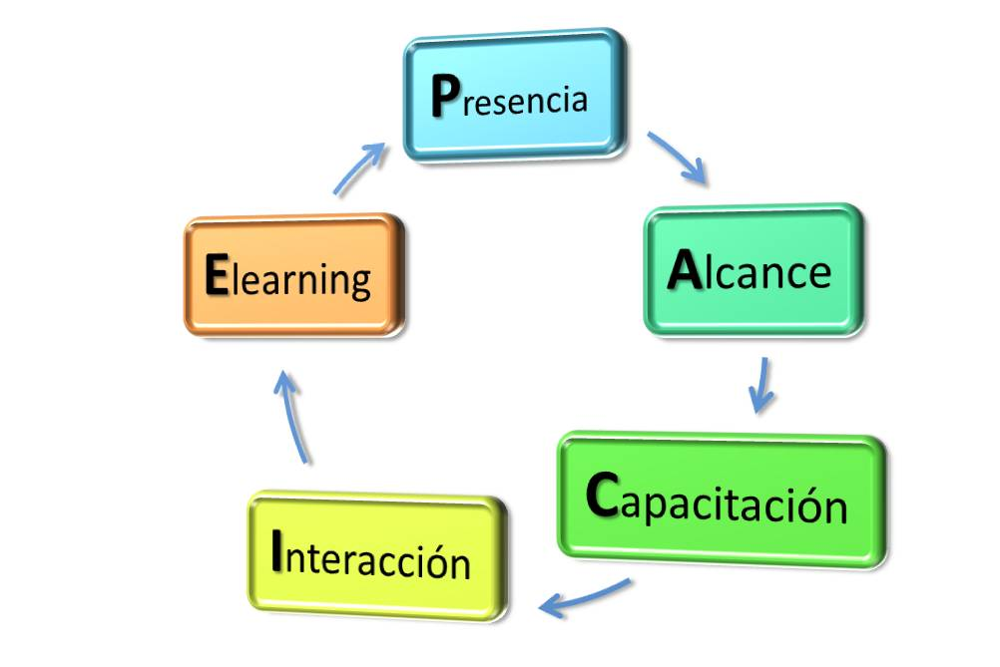 Presencia
Alcance
Capacitación
Interacción
Elearning